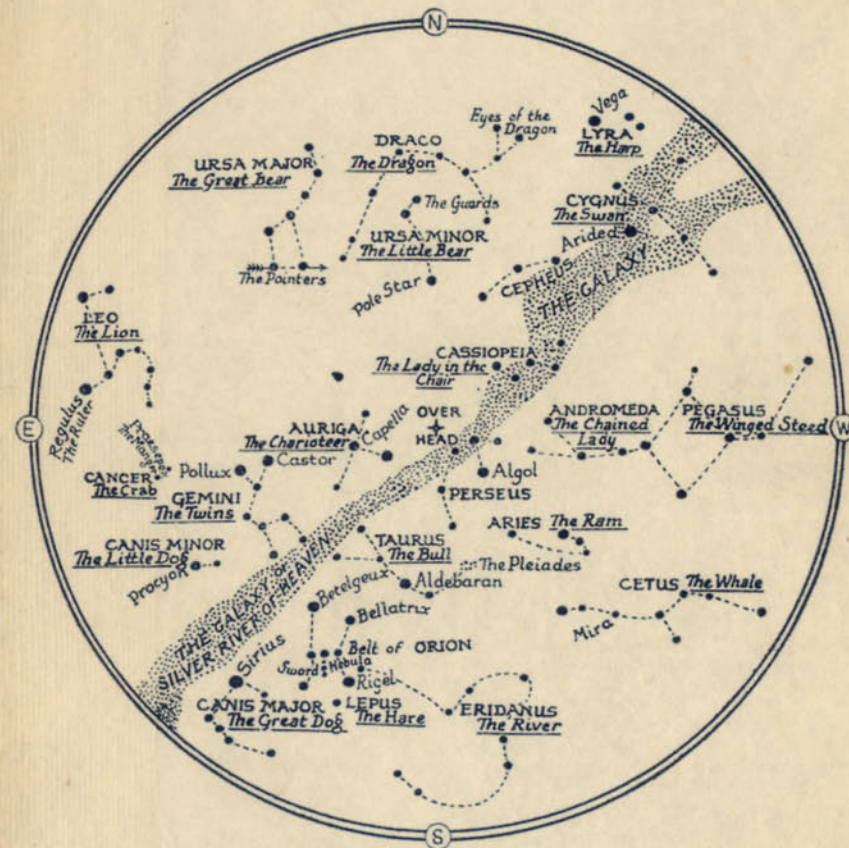 N
Eyes of the
Dragon
Vega
LYRA
The Harp
DRACO
The Dragon
URSA MAJOR
The Great Bear
The Guards
CYGNUS
The Swan
Arided
URSA MINOR
The Little Bear
The Pointers
Pole Star
CEPHEUS
THE GALAXY
LEO
The Lion
CASSIOPEIA
The Lady in the
Chair
Regulus
The Ruler
E
Praesepe
The Manger
OVER
HEAD
AURIGA
The Charioteer
Capella
ANDROMEDA
The Chained
Lady
PEGASUS
The Winged Steed
W
Pollux
Castor
Algol
CANCER
The Crab
GEMINI
The Twins
PERSEUS
ARIES The Ram
CANIS MINOR
The Little Dog
Procyon
TAURUS
The Bull
The Pleiades
Aldebaran
CETUS The Whale
Mira
THE GALAXY OR
SILVER RIVER OF HEAVEN
Betelgeux
Bellatrix
Sirius
Sword
Nebula
Belt of ORION
Rigel
CANIS MAJOR
The Great Dog
LEPUS
The Hare
ERIDANUS
The River
S